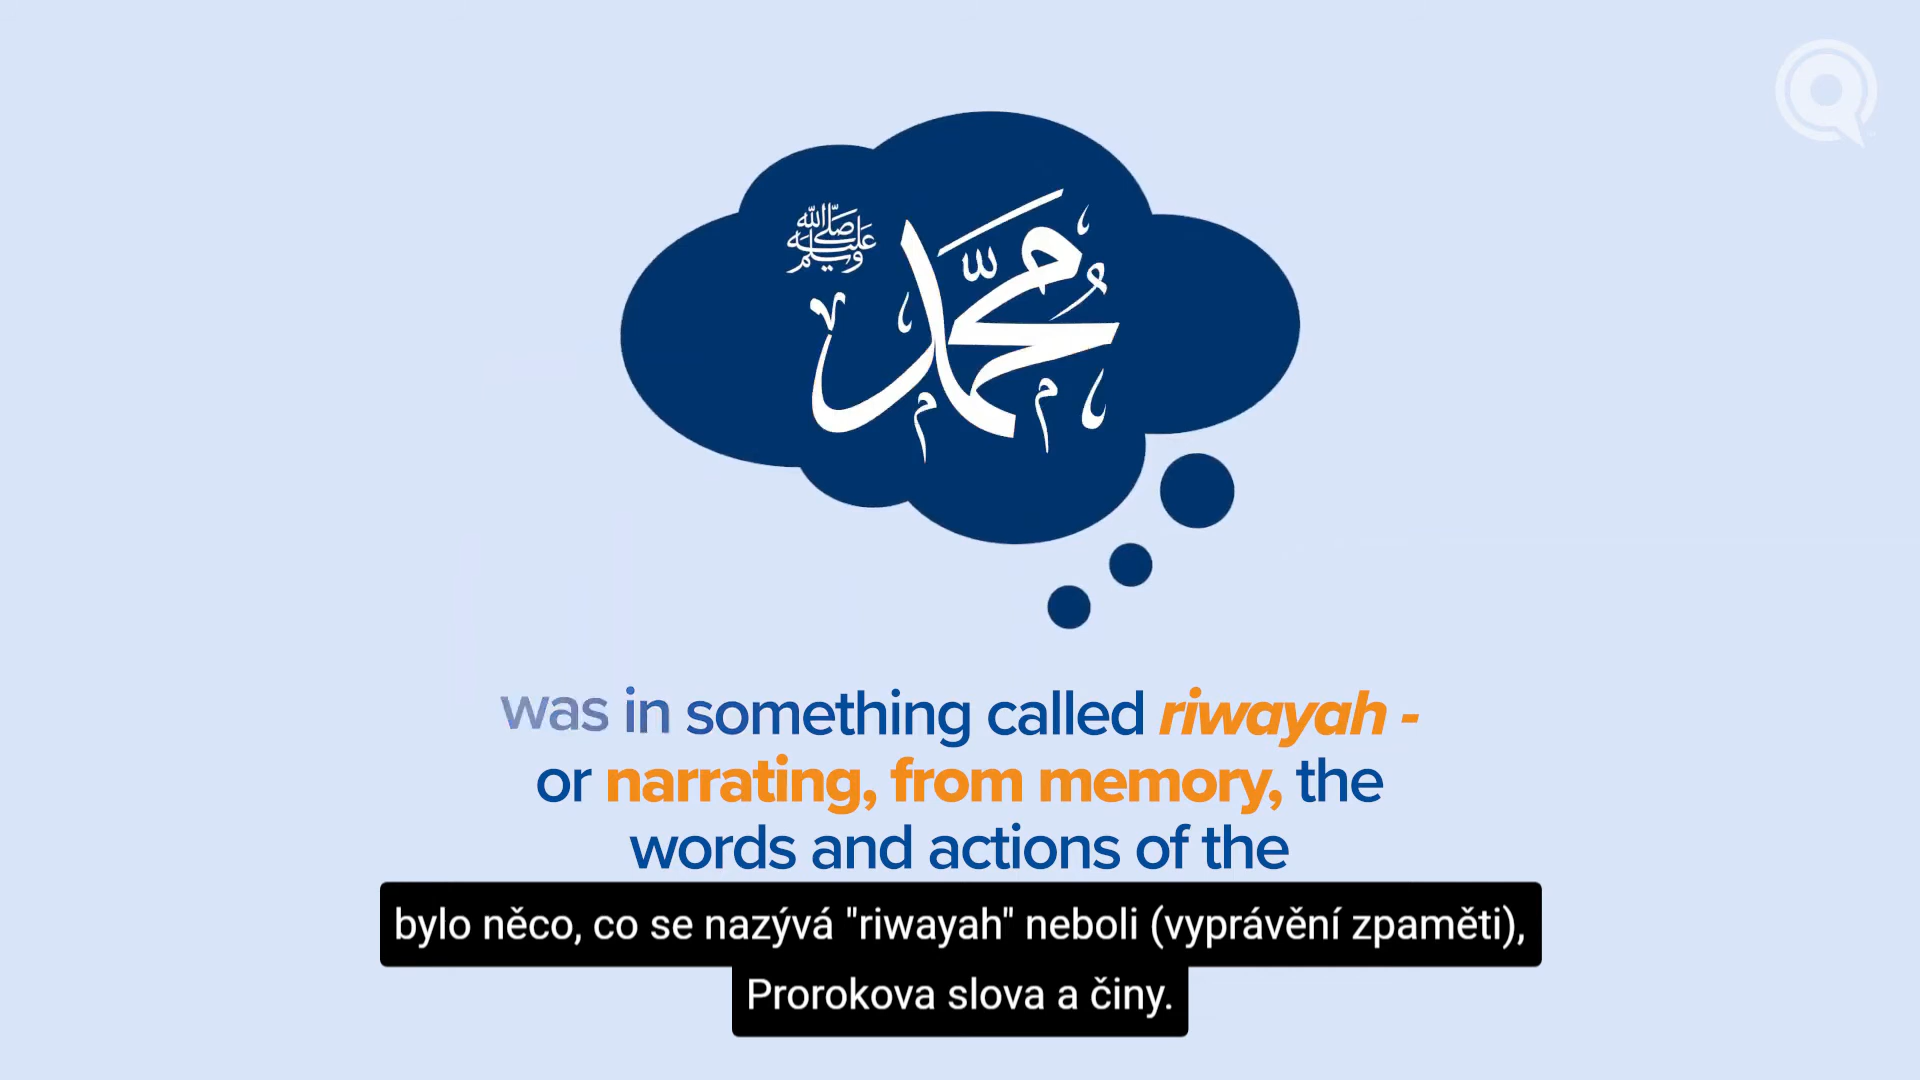 ﷺ
مُحَمَّد
was in something called riwayah -
or narrating, from memory, the
words and actions of the
bylo něco, co se nazývá "riwayah" neboli (vyprávění zpaměti),
Prorokova slova a činy.